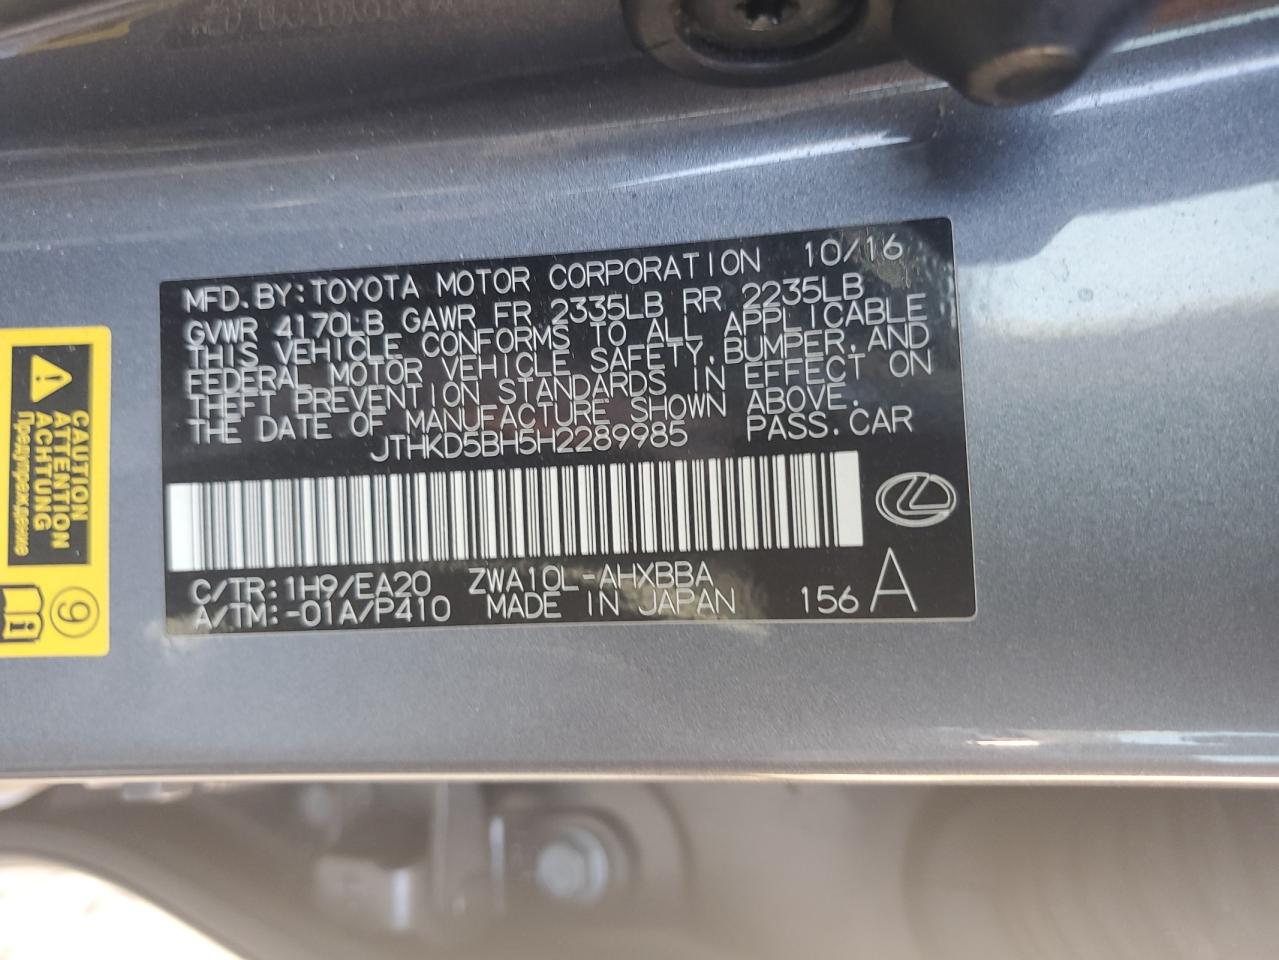 MFD.BY:TOYOTA MOTOR CORPORATION 10/16
GVWR 4170LB GAWR FR 2335LB RR 2235LB
THIS VEHICLE CONFORMS TO ALL APPLICABLE
FEDERAL MOTOR VEHICLE SAFETY,BUMPER,AND
THEFT PREVENTION STANDARDS IN EFFECT ON
THE DATE OF MANUFACTURE SHOWN ABOVE.
JTHKD5BH5H2289985 PASS.CAR
C/TR:1H9/EA20 ZWA10L-AHXBBA
A/TM:-01A/P410 MADE IN JAPAN 156 A
CAUTION
ATTENTION
ACHTUNG
Предупреждение
9